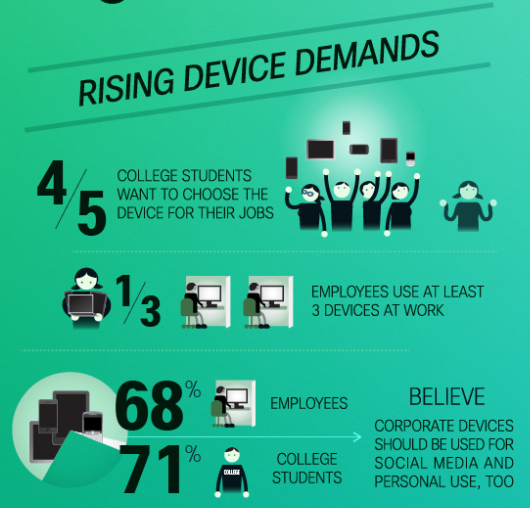 RISING DEVICE DEMANDS
4/5
COLLEGE STUDENTS
WANT TO CHOOSE THE
DEVICE FOR THEIR JOBS
1/3
EMPLOYEES USE AT LEAST
3 DEVICES AT WORK
68%
EMPLOYEES
71%
COLLEGE
COLLEGE
STUDENTS
BELIEVE
CORPORATE DEVICES
SHOULD BE USED FOR
SOCIAL MEDIA AND
PERSONAL USE, TOO